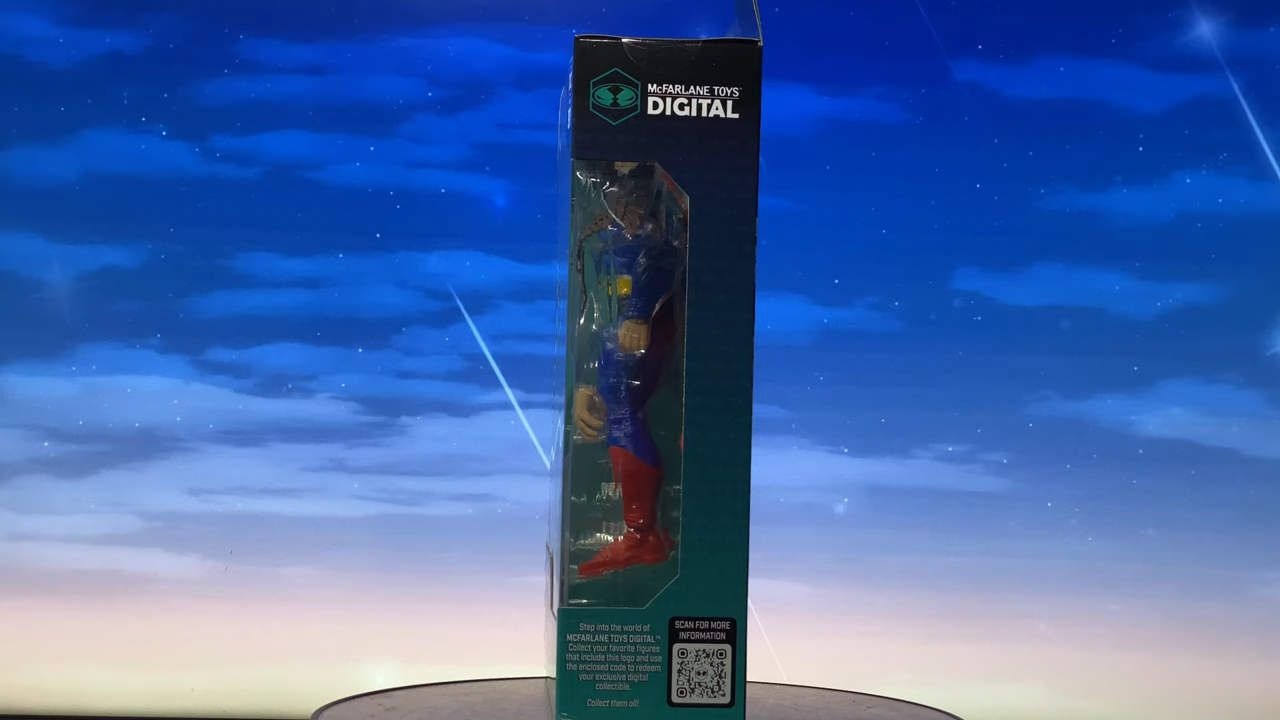 McFARLANE TOYS™
DIGITAL
Step into the world of
MCFARLANE TOYS DIGITAL™
Collect your favorite figures
that include this logo and use
the enclosed code to redeem
your exclusive digital
collectible.
Collect them all!
SCAN FOR MORE
INFORMATION